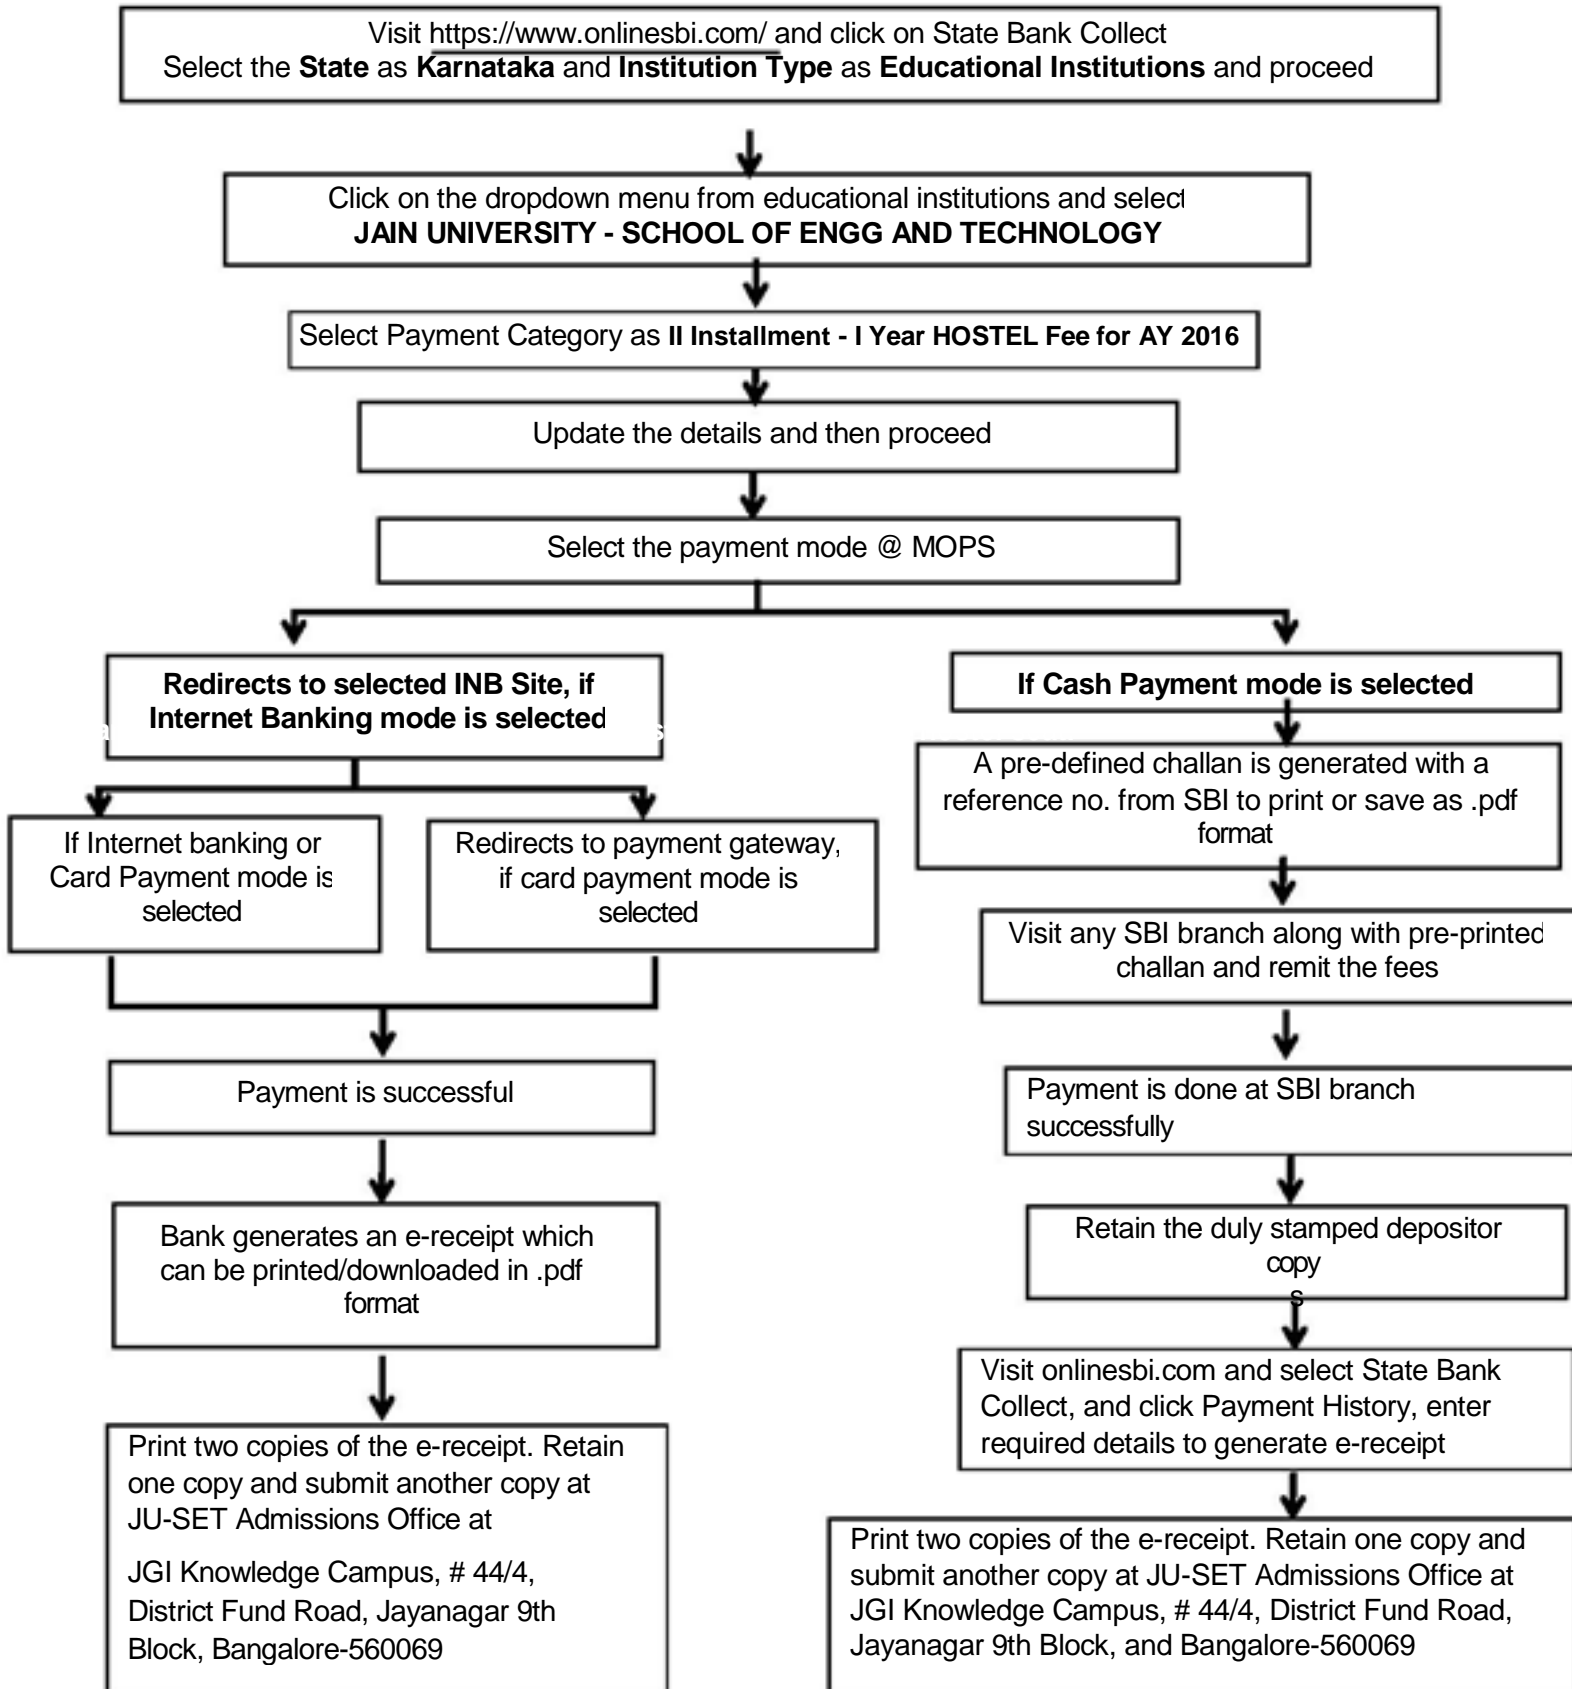 Visit https://www.onlinesbi.com/ and click on State Bank Collect
Select the State as Karnataka and Institution Type as Educational Institutions and proceed
Click on the dropdown menu from educational institutions and select
JAIN UNIVERSITY - SCHOOL OF ENGG AND TECHNOLOGY
Select Payment Category as II Installment - I Year HOSTEL Fee for AY 2016
Update the details and then proceed
Select the payment mode @ MOPS
Redirects to selected INB Site, if
Internet Banking mode is selected
If Internet banking or
Card Payment mode is
selected
Redirects to payment gateway,
if card payment mode is
selected
Payment is successful
Bank generates an e-receipt which
can be printed/downloaded in .pdf
format
Print two copies of the e-receipt. Retain
one copy and submit another copy at
JU-SET Admissions Office at
JGI Knowledge Campus, # 44/4,
District Fund Road, Jayanagar 9th
Block, Bangalore-560069
If Cash Payment mode is selected
A pre-defined challan is generated with a
reference no. from SBI to print or save as .pdf
format
Visit any SBI branch along with pre-printed
challan and remit the fees
Payment is done at SBI branch
successfully
Retain the duly stamped depositor
copy
s
Visit onlinesbi.com and select State Bank
Collect, and click Payment History, enter
required details to generate e-receipt
Print two copies of the e-receipt. Retain one copy and
submit another copy at JU-SET Admissions Office at
JGI Knowledge Campus, # 44/4, District Fund Road,
Jayanagar 9th Block, and Bangalore-560069